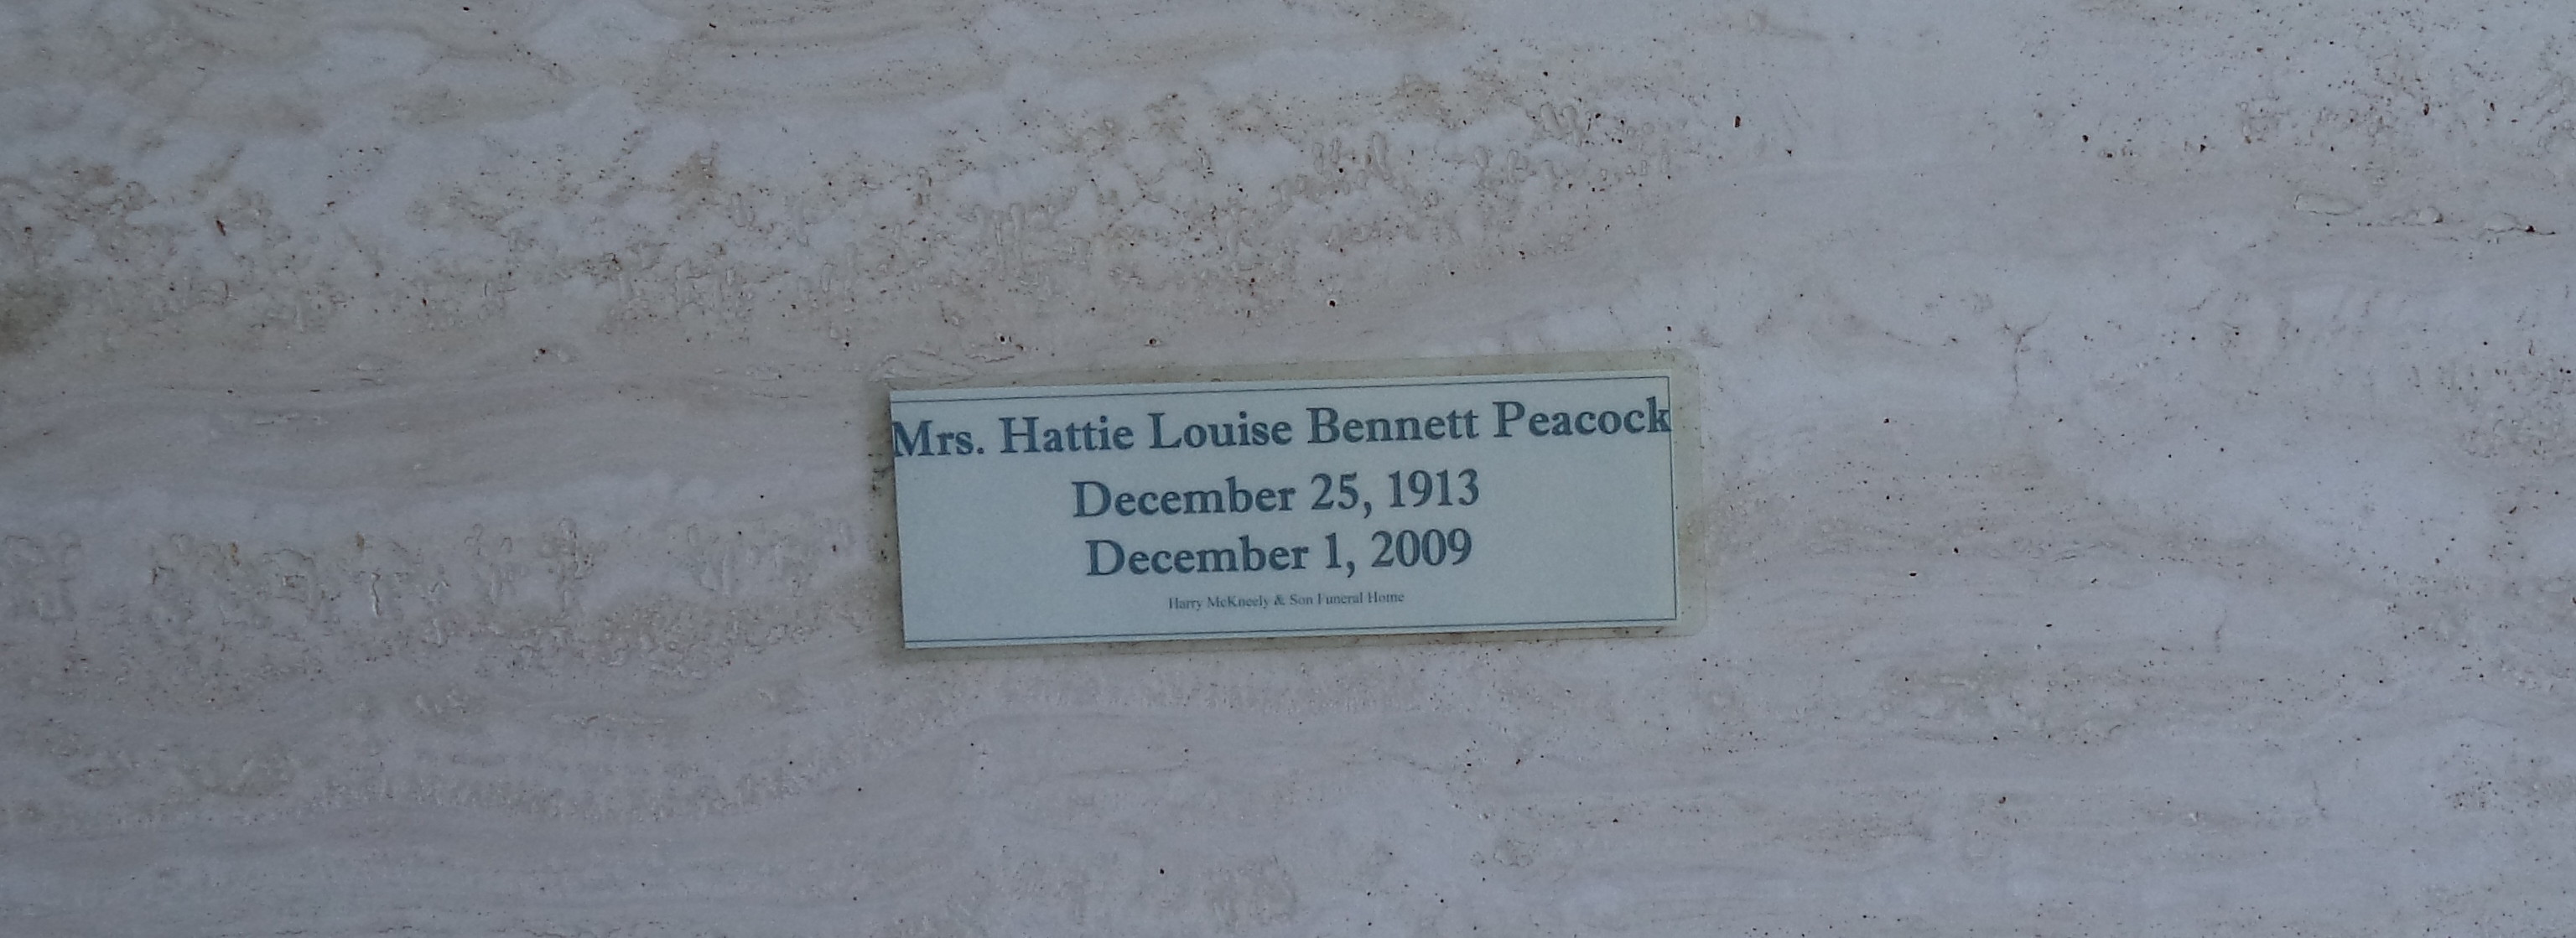 Mrs. Hattie Louise Bennett Peacock
December 25, 1913
December 1, 2009
Harry McKneely & Son Funeral Home